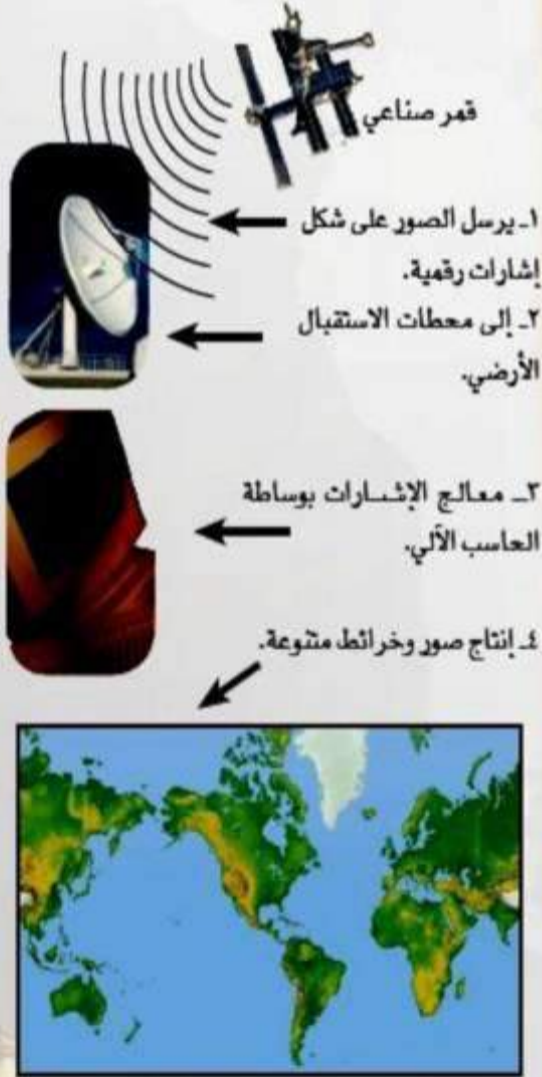 قمر صناعي
١ـ يرسل الصور على شكل
إشارات رقمية.
٢ـ إلى محطات الاستقبال
الأرضي.
٣ـ معالج الإشارات بوساطة
الحاسب الآلي.
٤ـ إنتاج صور وخرائط متنوعة.